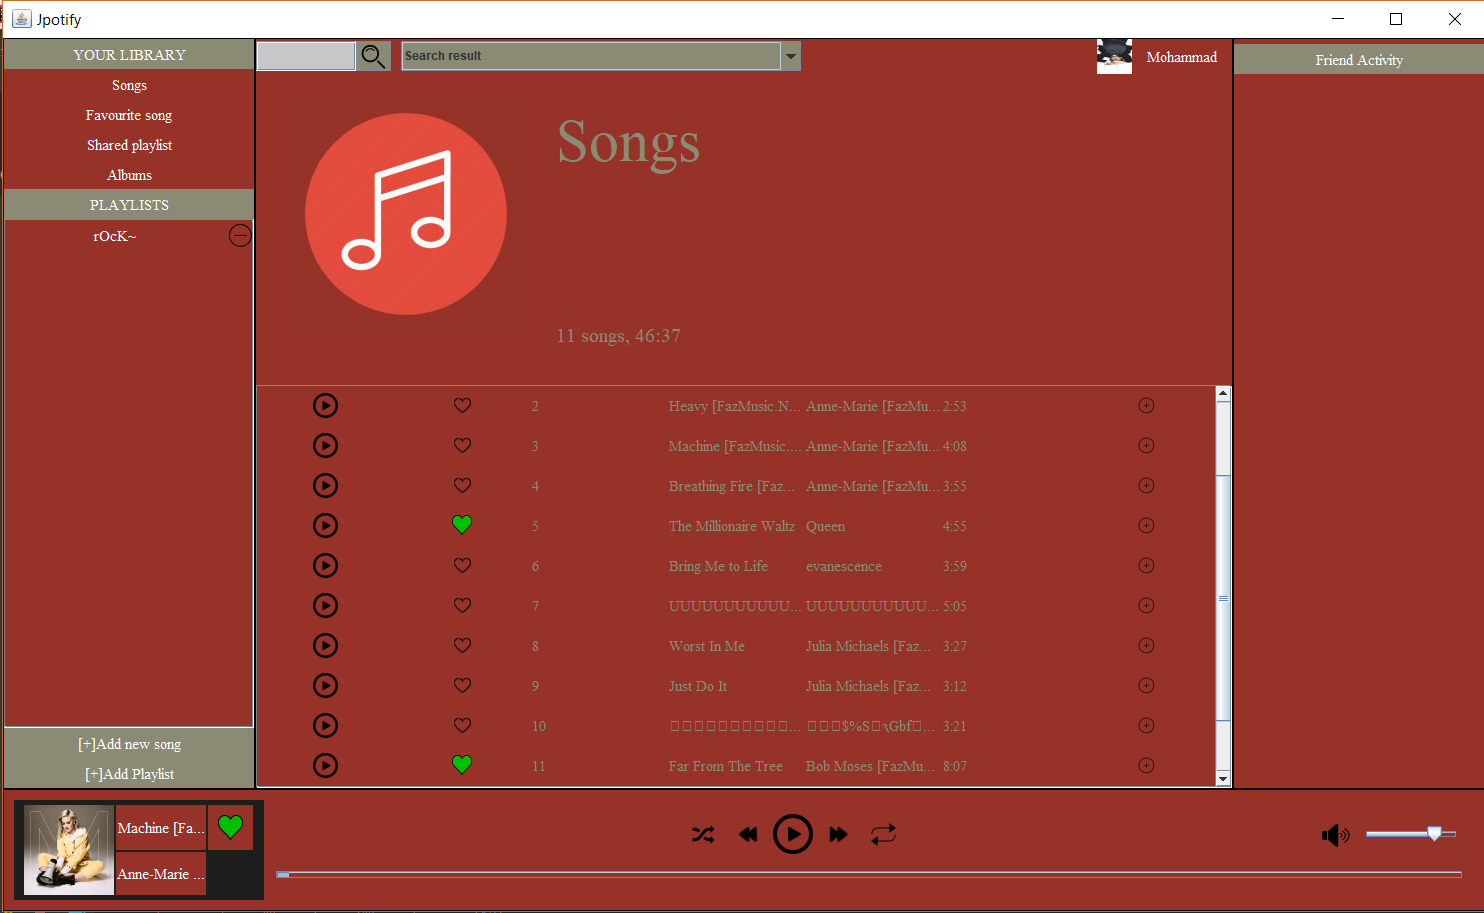 Jpotify
YOUR LIBRARY
Songs
Favourite song
Shared playlist
Albums
PLAYLISTS
rOcK~
[+]Add new song
[+]Add Playlist
Search result
Mohammad
Friend Activity
Songs
11 songs, 46:37
2 Heavy [FazMusic.N... Anne-Marie [FazMu... 2:53
3 Machine [FazMusic.... Anne-Marie [FazMu... 4:08
4 Breathing Fire [Faz... Anne-Marie [FazMu... 3:55
5 The Millionaire Waltz Queen 4:55
6 Bring Me to Life evanescence 3:59
7 UUUUUUUUUUU... UUUUUUUUUUU... 5:05
8 Worst In Me Julia Michaels [Faz... 3:27
9 Just Do It Julia Michaels [Faz... 3:12
10 3:21
11 Far From The Tree Bob Moses [FazMu... 8:07
Machine [Fa...
Anne-Marie ...